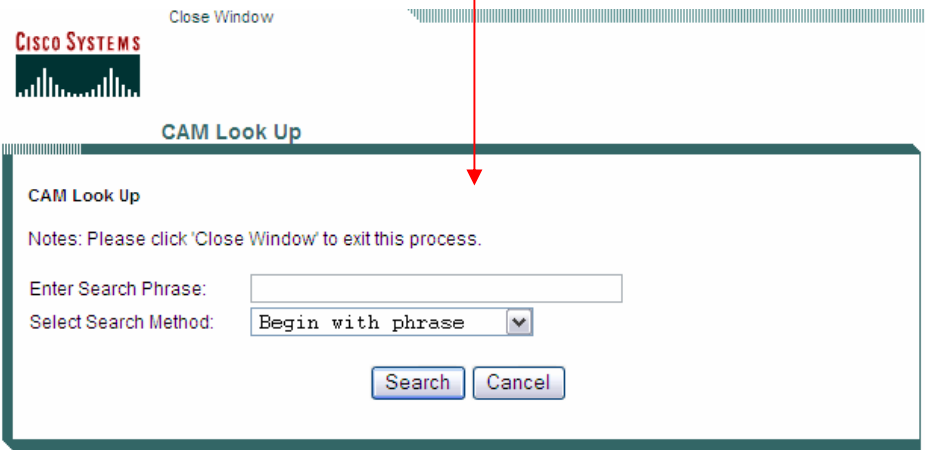 Close Window
CISCO SYSTEMS
CAM Look Up
CAM Look Up
Notes: Please click 'Close Window' to exit this process.
Enter Search Phrase:
Select Search Method: Begin with phrase
Search Cancel